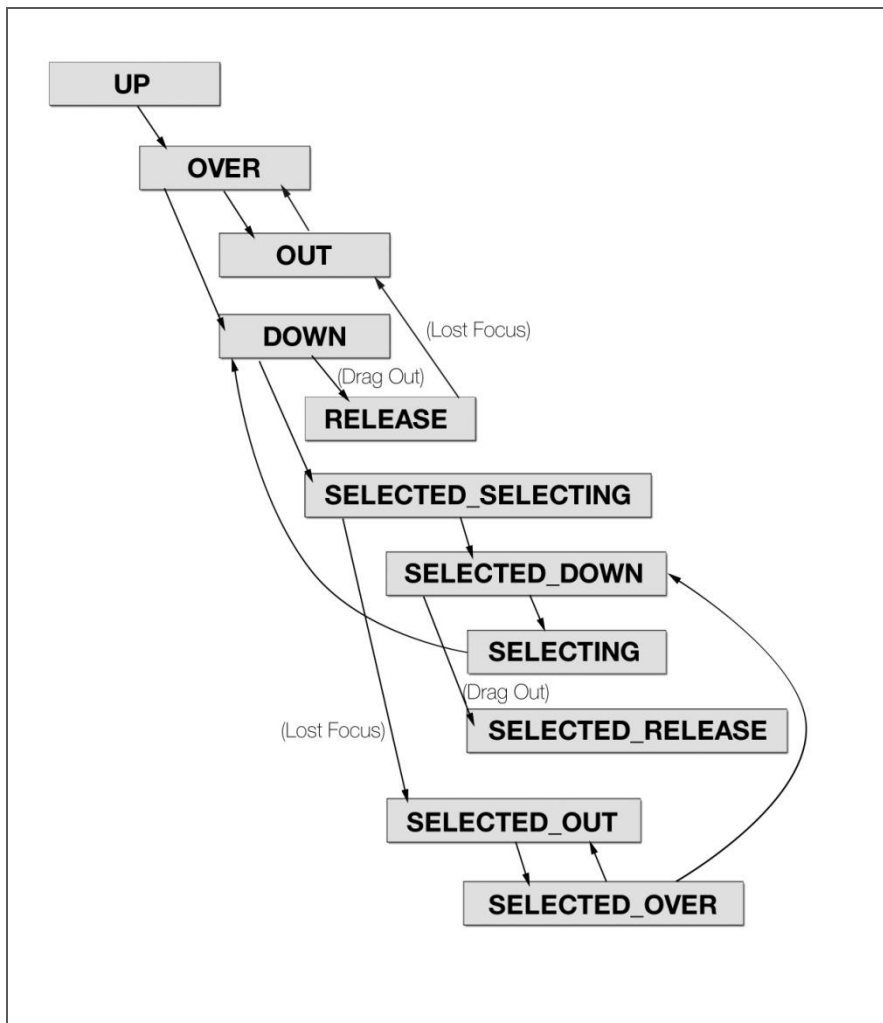 UP
OVER
OUT
DOWN
(Lost Focus)
(Drag Out)
RELEASE
SELECTED_SELECTING
SELECTED_DOWN
SELECTING
(Drag Out)
SELECTED_RELEASE
(Lost Focus)
SELECTED_OUT
SELECTED_OVER